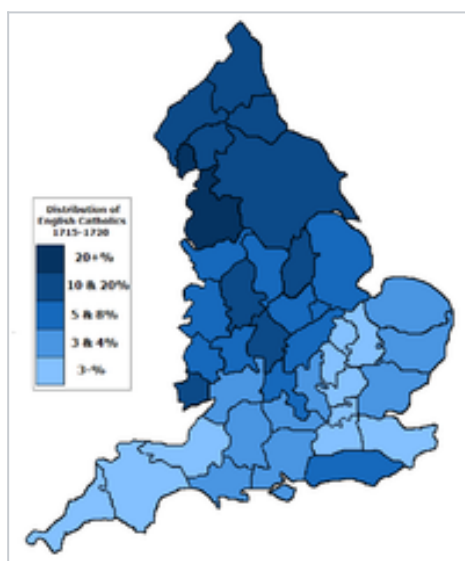 Distribution of
English Catholics
1715-1720
20+%
10 & 20%
5 & 8%
3 & 4%
3-%